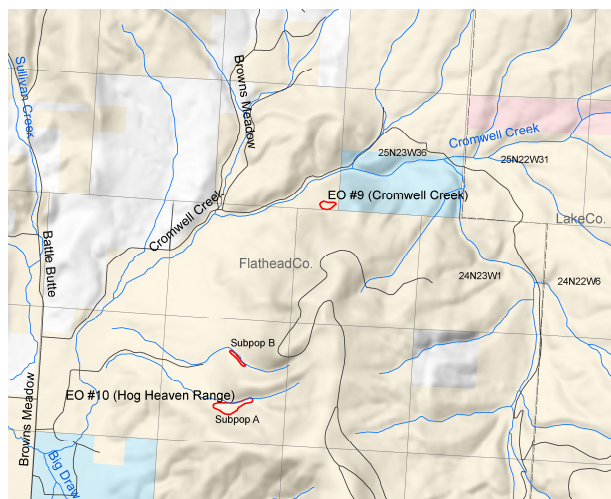 Sullivan Creek
Browns Meadow
Cromwell Creek
25N23W36
25N22W31
EO #9 (Cromwell Creek)
Cromwell Creek
LakeCo.
Battle Butte
FlatheadCo.
24N23W1
24N22W6
Subpop B
EO #10 (Hog Heaven Range)
Subpop A
Browns Meadow
Big Draw